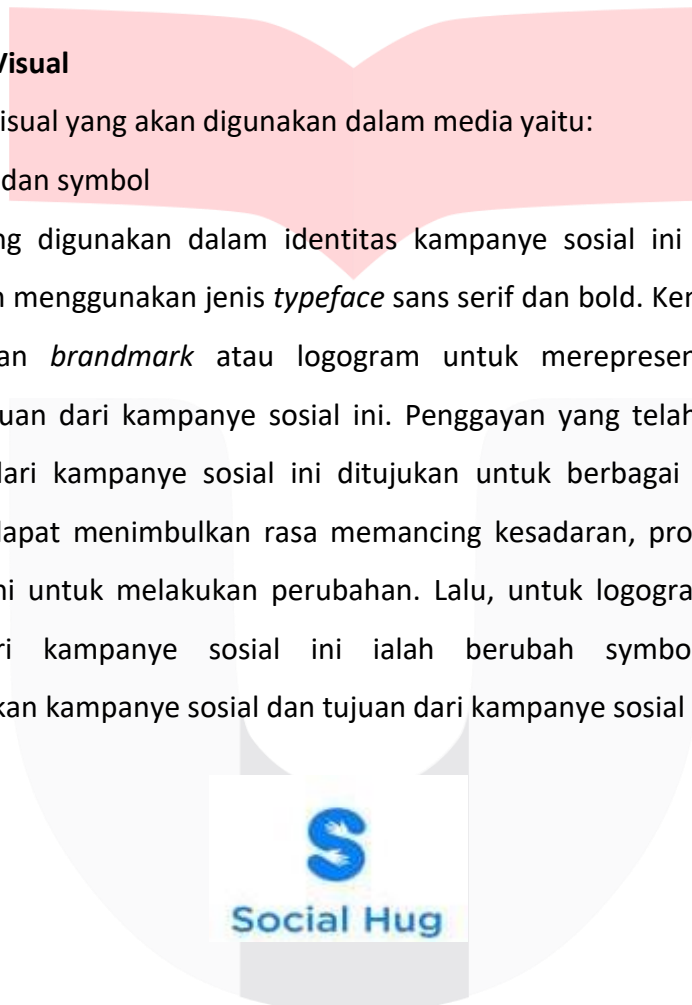 Visual
isual yang akan digunakan dalam media yaitu:
dan symbol
ng digunakan dalam identitas kampanye sosial ini
n menggunakan jenis typeface sans serif dan bold. Ker
an brandmark atau logogram untuk merepresen
uan dari kampanye sosial ini. Penggayan yang telah
dari kampanye sosial ini ditujukan untuk berbagai
dapat menimbulkan rasa memancing kesadaran, pro
ni untuk melakukan perubahan. Lalu, untuk logogra
ri kampanye sosial ini ialah berubah symbo
kan kampanye sosial dan tujuan dari kampanye sosial
S
Social Hug